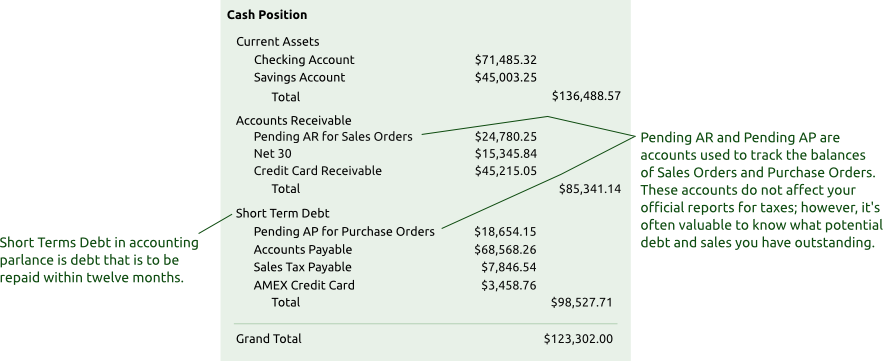 Cash Position
Current Assets
Checking Account $71,485.32
Savings Account $45,003.25
Total $136,488.57
Accounts Receivable
Pending AR for Sales Orders $24,780.25
Net 30 $15,345.84
Credit Card Receivable $45,215.05
Total $85,341.14
Short Term Debt
Pending AP for Purchase Orders $18,654.15
Accounts Payable $68,568.26
Sales Tax Payable $7,846.54
AMEX Credit Card $3,458.76
Total $98,527.71
Grand Total $123,302.00
Short Terms Debt in accounting
parlance is debt that is to be
repaid within twelve months.
Pending AR and Pending AP are
accounts used to track the balances
of Sales Orders and Purchase Orders.
These accounts do not affect your
official reports for taxes; however, it's
often valuable to know what potential
debt and sales you have outstanding.